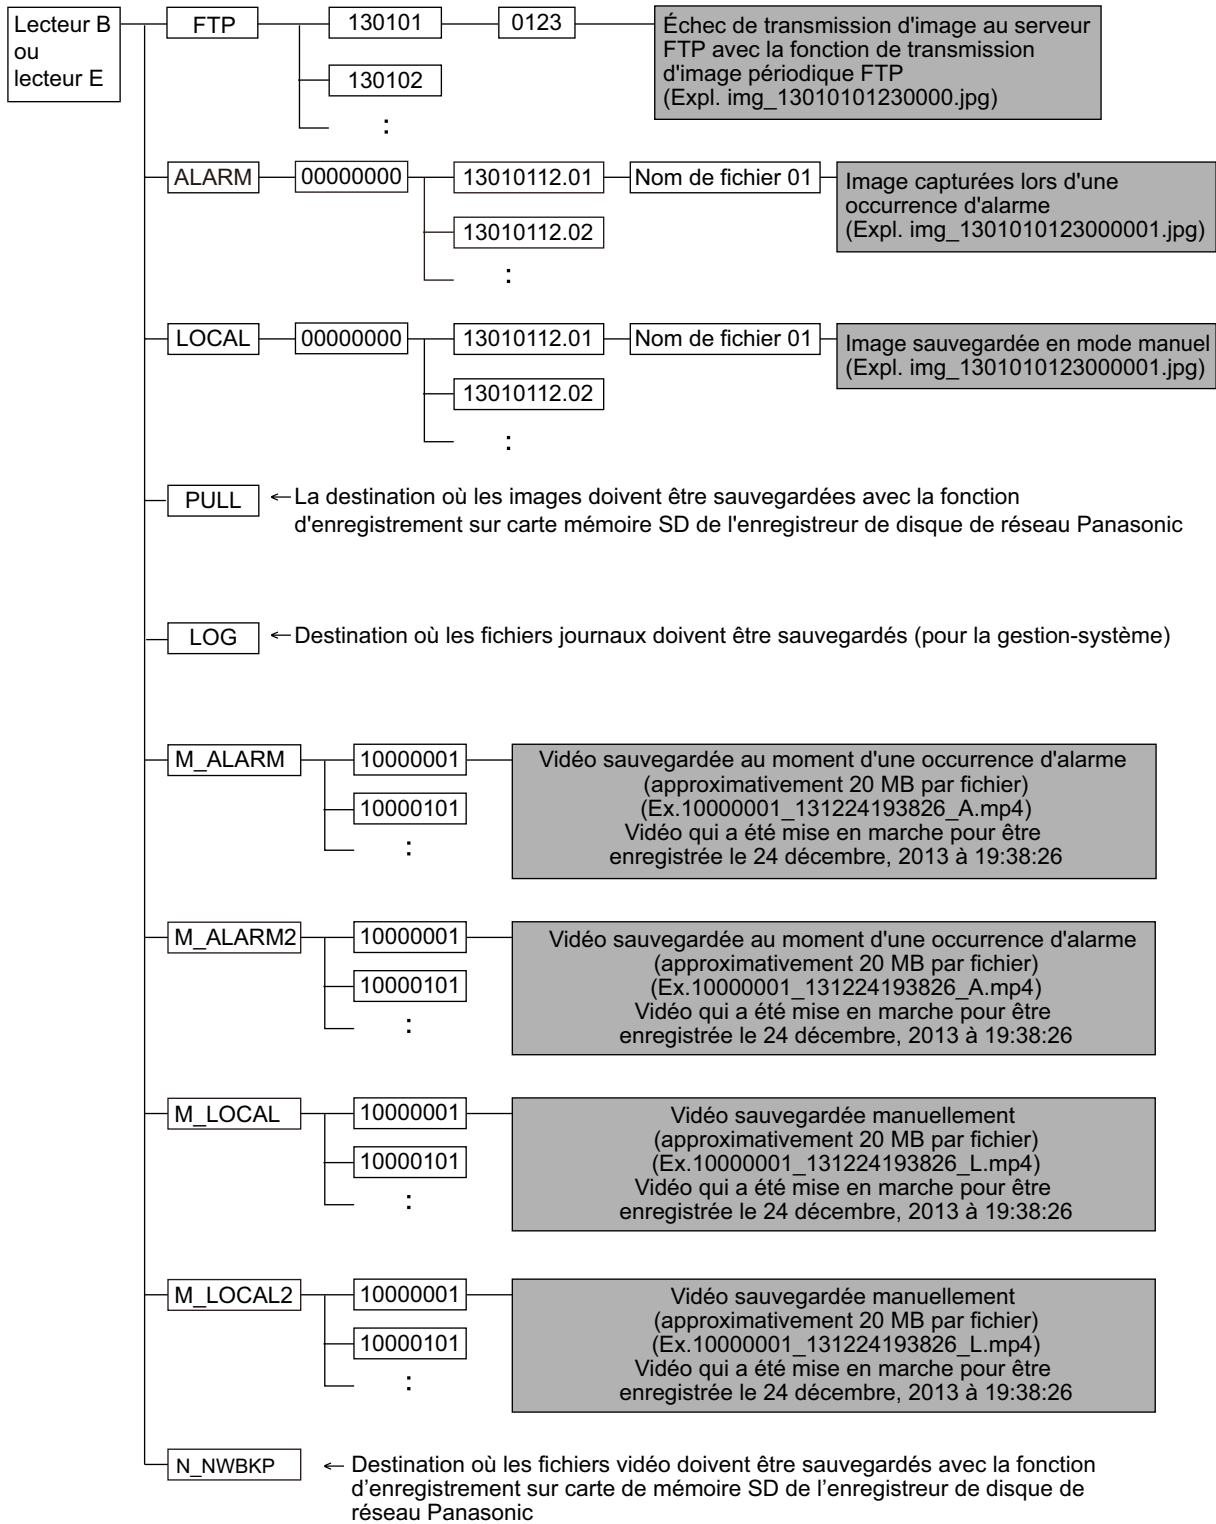 Lecteur B
ou
lecteur E
FTP
130101
0123
Échec de transmission d'image au serveur
FTP avec la fonction de transmission
d'image périodique FTP
(Expl. img_13010101230000.jpg)
130102
:
ALARM
00000000
13010112.01
Nom de fichier 01
Image capturées lors d'une
occurrence d'alarme
(Expl. img_1301010123000001.jpg)
13010112.02
:
LOCAL
00000000
13010112.01
Nom de fichier 01
Image sauvegardée en mode manuel
(Expl. img_1301010123000001.jpg)
13010112.02
:
PULL
←La destination où les images doivent être sauvegardées avec la fonction
d'enregistrement sur carte mémoire SD de l'enregistreur de disque de réseau Panasonic
LOG
←Destination où les fichiers journaux doivent être sauvegardés (pour la gestion-système)
M_ALARM
10000001
Vidéo sauvegardée au moment d'une occurrence d'alarme
(approximativement 20 MB par fichier)
(Ex.10000001_131224193826_A.mp4)
Vidéo qui a été mise en marche pour être
enregistrée le 24 décembre, 2013 à 19:38:26
10000101
:
M_ALARM2
10000001
Vidéo sauvegardée au moment d'une occurrence d'alarme
(approximativement 20 MB par fichier)
(Ex.10000001_131224193826_A.mp4)
Vidéo qui a été mise en marche pour être
enregistrée le 24 décembre, 2013 à 19:38:26
10000101
:
M_LOCAL
10000001
Vidéo sauvegardée manuellement
(approximativement 20 MB par fichier)
(Ex.10000001_131224193826_L.mp4)
Vidéo qui a été mise en marche pour être
enregistrée le 24 décembre, 2013 à 19:38:26
10000101
:
M_LOCAL2
10000001
Vidéo sauvegardée manuellement
(approximativement 20 MB par fichier)
(Ex.10000001_131224193826_L.mp4)
Vidéo qui a été mise en marche pour être
enregistrée le 24 décembre, 2013 à 19:38:26
10000101
:
N_NWBKP
← Destination où les fichiers vidéo doivent être sauvegardés avec la fonction
d’enregistrement sur carte de mémoire SD de l’enregistreur de disque de
réseau Panasonic